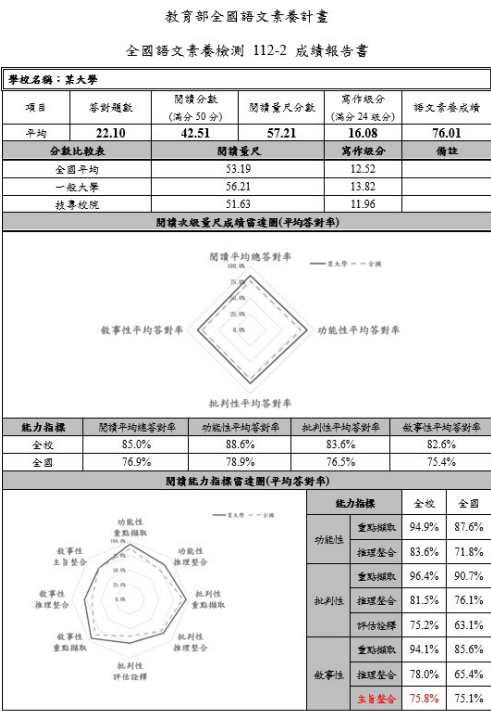 教育部全國語文素養計畫
全國語文素養檢測 112-2 成績報告書
學校名稱：某大學
項目 答對題數 閱讀分數 (滿分 50 分) 閱讀量尺分數 寫作級分 (滿分 24 級分) 語文素養成績
平均 22.10 42.51 57.21 16.08 76.01
分數比較表 閱讀量尺 寫作級分 備註
全國平均 53.19 12.52
一般大學 56.21 13.82
技專校院 51.63 11.96
閱讀次級量尺成績雷達圖(平均答對率)
閱讀平均總答對率
某大學 全國
100.0%
75.0%
50.0%
25.0%
0.0%
敘事性平均答對率
功能性平均答對率
批判性平均答對率
能力指標 閱讀平均總答對率 功能性平均答對率 批判性平均答對率 敘事性平均答對率
全校 85.0% 88.6% 83.6% 82.6%
全國 76.9% 78.9% 76.5% 75.4%
閱讀能力指標雷達圖(平均答對率)
某大學 全國
功能性
重點擷取
功能性
推理整合
批判性
重點擷取
批判性
推理整合
批判性
評估詮釋
敘事性
重點擷取
敘事性
推理整合
敘事性
主旨整合
100.0%
75.0%
50.0%
25.0%
0.0%
能力指標 全校 全國
功能性 重點擷取 94.9% 87.6%
推理整合 83.6% 71.8%
批判性 重點擷取 96.4% 90.7%
推理整合 81.5% 76.1%
評估詮釋 75.2% 63.1%
敘事性 重點擷取 94.1% 85.6%
推理整合 78.0% 65.4%
主旨整合 75.8% 75.1%